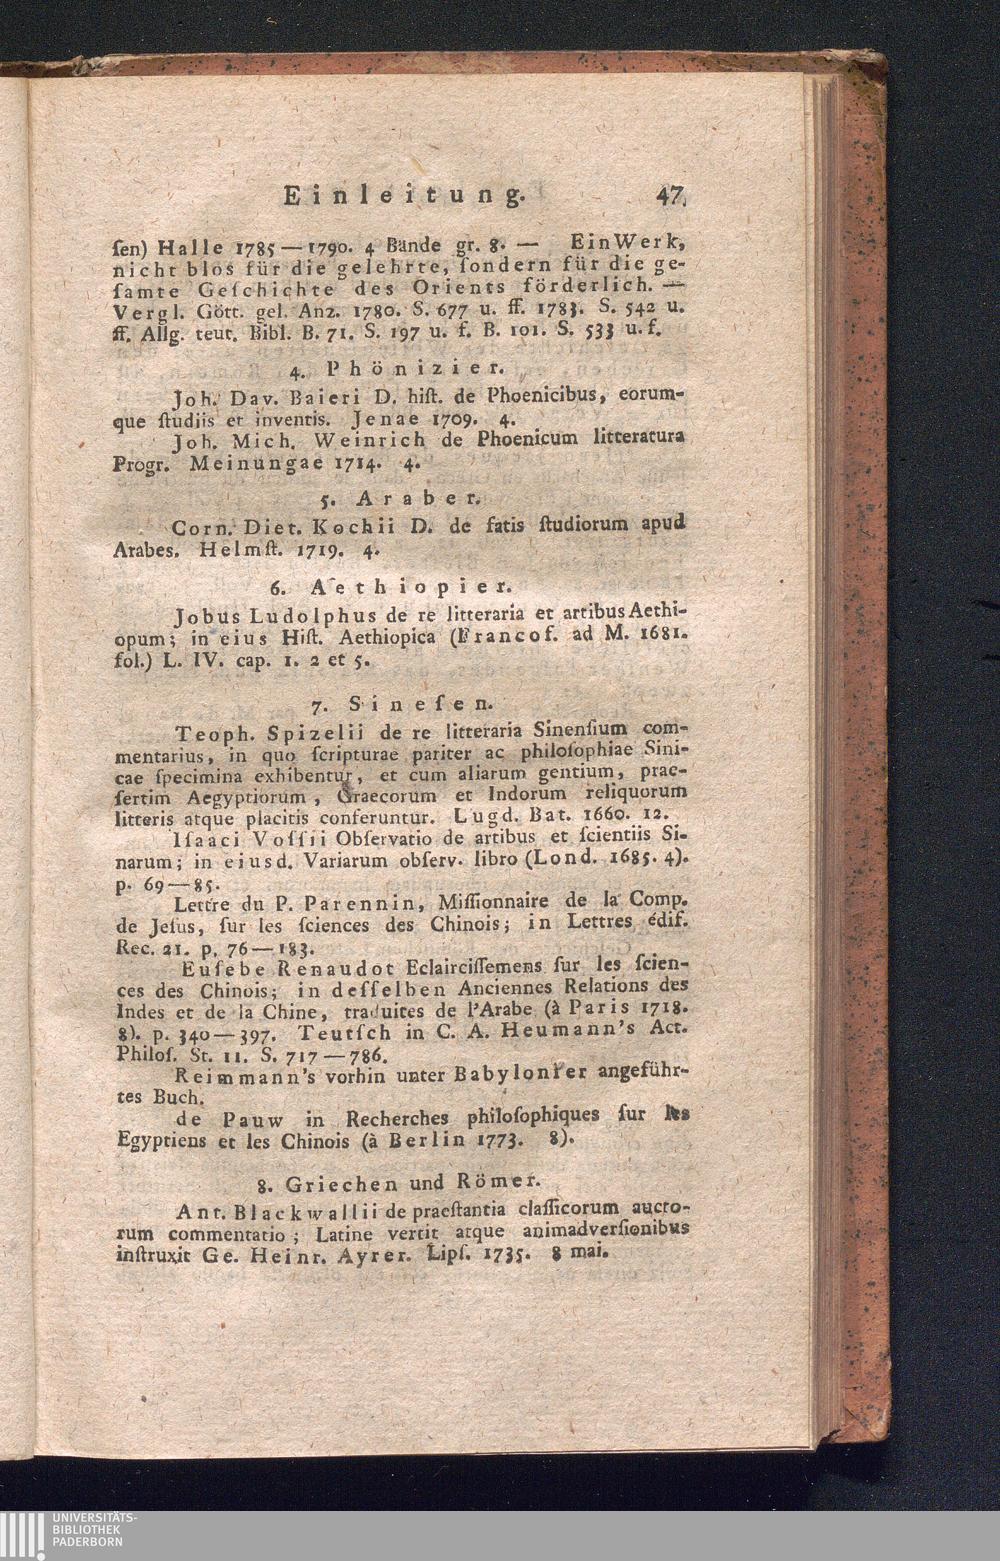 Einleitung. 47
ſen) Halle 1785—1790. 4 Bände gr. 8. — Ein Werk,
nicht blos für die gelehrte, ſondern für die ge-
ſamte Geſchichte des Orients förderlich. —
Vergl. Gött. gel. Anz. 1780. S. 677 u. ff. 1783. S. 542 u.
ff. Allg. teut. Bibl. B. 71. S. 197 u. f. B. 101. S. 533 u. f.
4. Phönizier.
Joh. Dav. Baieri D. hiſt. de Phoenicibus, eorum-
que ſtudiis et inventis. Jenae 1709. 4.
Joh. Mich. Weinrich de Phoenicum litteratura
Progr. Meinungae 1714. 4.
5. Araber.
Corn. Diet. Kochii D. de fatis ſtudiorum apud
Arabes. Helmſt. 1719. 4.
6. Aethiopier.
Jobus Ludolphus de re litteraria et artibus Aethi-
opum; in eius Hiſt. Aethiopica (Francof. ad M. 1681.
fol.) L. IV. cap. 1. 2 et 5.
7. Sineſen.
Teoph. Spizelii de re litteraria Sinenſium com-
mentarius, in quo ſcripturae pariter ac philoſophiae Sini-
cae ſpecimina exhibentur, et cum aliarum gentium, prae-
ſertim Aegyptiorum, Graecorum et Indorum reliquorum
litteris atque placitis conferuntur. Lugd. Bat. 1660. 12.
Iſaaci Voſſii Obſervatio de artibus et ſcientiis Si-
narum; in eiusd. Variarum obſerv. libro (Lond. 1685. 4).
p. 69—85.
Lettre du P. Parennin, Miſſionnaire de la Comp.
de Jeſus, ſur les ſciences des Chinois; in Lettres édif.
Rec. 21. p. 76—183.
Euſebe Renaudot Eclairciſſemens ſur les ſcien-
ces des Chinois; in deſſelben Anciennes Relations des
Indes et de la Chine, traduites de l'Arabe (à Paris 1718.
8). p. 340—397. Teutſch in C. A. Heumann's Act.
Philoſ. St. 11. S. 717—786.
Reimmann's vorhin unter Babylonier angeführ-
tes Buch.
de Pauw in Recherches philoſophiques ſur les
Egyptiens et les Chinois (à Berlin 1773. 8).
8. Griechen und Römer.
Ant. Blackwallii de praeſtantia claſſicorum aucto-
rum commentatio; Latine vertit atque animadverſionibus
inſtruxit Ge. Heinr. Ayrer. Lipſ. 1735. 8 mai.
UNIVERSITÄTS-
BIBLIOTHEK
PADERBORN